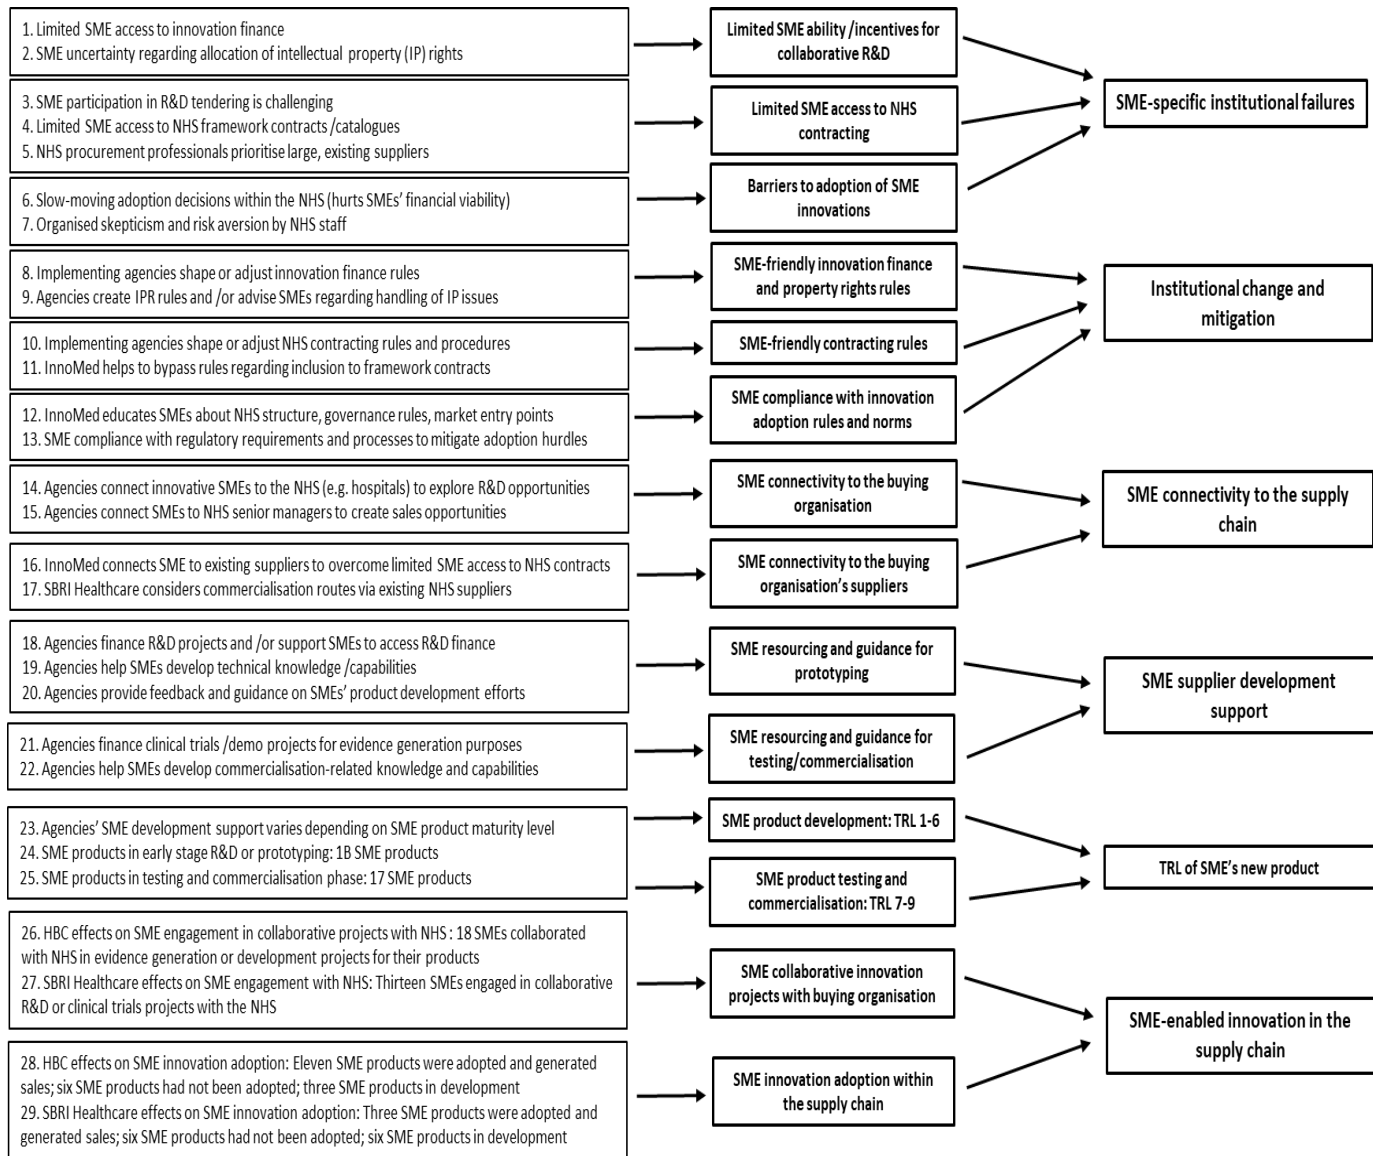 1. Limited SME access to innovation finance
2. SME uncertainty regarding allocation of intellectual property (IP) rights
Limited SME ability /incentives for
collaborative R&D
3. SME participation in R&D tendering is challenging
4. Limited SME access to NHS framework contracts /catalogues
5. NHS procurement professionals prioritise large, existing suppliers
Limited SME access to NHS
contracting
6. Slow-moving adoption decisions within the NHS (hurts SMEs' financial viability)
7. Organised skepticism and risk aversion by NHS staff
Barriers to adoption of SME
innovations
SME-specific institutional failures
8. Implementing agencies shape or adjust innovation finance rules
9. Agencies create IPR rules and /or advise SMEs regarding handling of IP issues
SME-friendly innovation finance
and property rights rules
10. Implementing agencies shape or adjust NHS contracting rules and procedures
11. InnoMed helps to bypass rules regarding inclusion to framework contracts
SME-friendly contracting rules
12. InnoMed educates SMEs about NHS structure, governance rules, market entry points
13. SME compliance with regulatory requirements and processes to mitigate adoption hurdles
SME compliance with innovation
adoption rules and norms
Institutional change and
mitigation
14. Agencies connect innovative SMEs to the NHS (e.g. hospitals) to explore R&D opportunities
15. Agencies connect SMEs to NHS senior managers to create sales opportunities
SME connectivity to the buying
organisation
16. InnoMed connects SME to existing suppliers to overcome limited SME access to NHS contracts
17. SBRI Healthcare considers commercialisation routes via existing NHS suppliers
SME connectivity to the buying
organisation's suppliers
SME connectivity to the supply
chain
18. Agencies finance R&D projects and /or support SMEs to access R&D finance
19. Agencies help SMEs develop technical knowledge /capabilities
20. Agencies provide feedback and guidance on SMEs' product development efforts
SME resourcing and guidance for
prototyping
21. Agencies finance clinical trials /demo projects for evidence generation purposes
22. Agencies help SMEs develop commercialisation-related knowledge and capabilities
SME resourcing and guidance for
testing/commercialisation
SME supplier development
support
23. Agencies' SME development support varies depending on SME product maturity level
24. SME products in early stage R&D or prototyping: 1B SME products
25. SME products in testing and commercialisation phase: 17 SME products
SME product development: TRL 1-6
SME product testing and
commercialisation: TRL 7-9
TRL of SME's new product
26. HBC effects on SME engagement in collaborative projects with NHS : 18 SMEs collaborated
with NHS in evidence generation or development projects for their products
27. SBRI Healthcare effects on SME engagement with NHS: Thirteen SMEs engaged in collaborative
R&D or clinical trials projects with the NHS
SME collaborative innovation
projects with buying organisation
28. HBC effects on SME innovation adoption: Eleven SME products were adopted and generated
sales; six SME products had not been adopted; three SME products in development
29. SBRI Healthcare effects on SME innovation adoption: Three SME products were adopted and
generated sales; six SME products had not been adopted; six SME products in development
SME innovation adoption within
the supply chain
SME-enabled innovation in the
supply chain